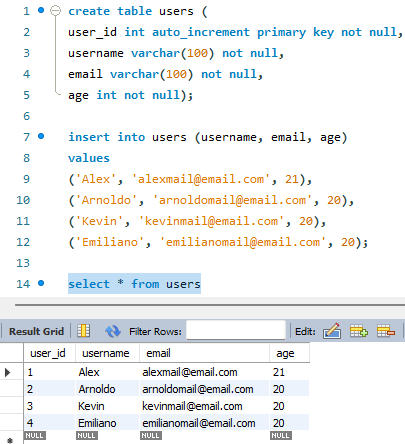 1 create table users (
2 user_id int auto_increment primary key not null,
3 username varchar(100) not null,
4 email varchar(100) not null,
5 age int not null);
6
7 insert into users (username, email, age)
8 values
9 ('Alex', 'alexmail@email.com', 21),
10 ('Arnoldo', 'arnoldomail@email.com', 20),
11 ('Kevin', 'kevinmail@email.com', 20),
12 ('Emiliano', 'emilianomail@email.com', 20);
13
14 select * from users
Result Grid Filter Rows: Edit:
user_id username email age
1 Alex alexmail@email.com 21
2 Arnoldo arnoldomail@email.com 20
3 Kevin kevinmail@email.com 20
4 Emiliano emilianomail@email.com 20
NULL NULL NULL NULL